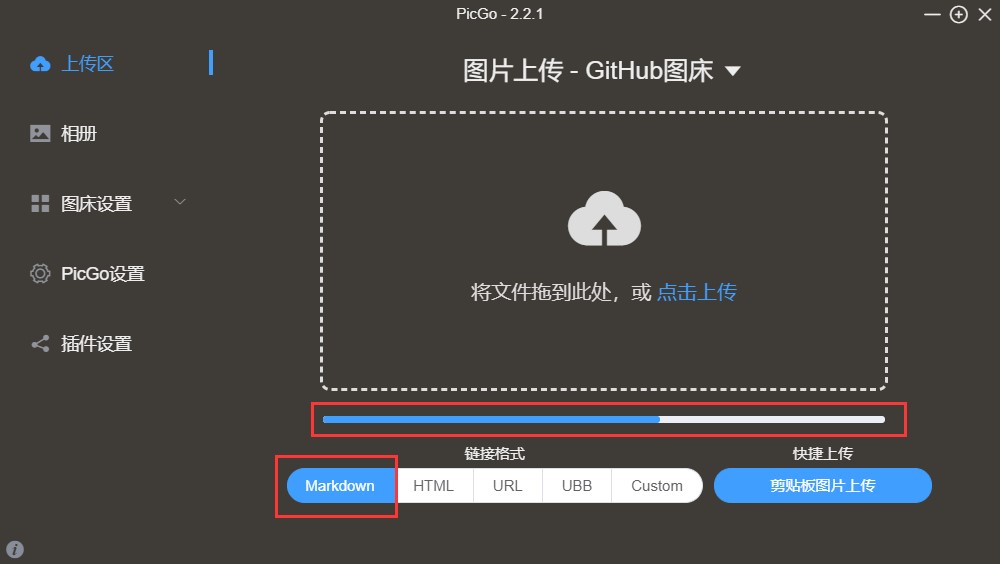 PicGo - 2.2.1
上传区
相册
图床设置
PicGo设置
插件设置
图片上传 - GitHub图床
将文件拖到此处，或 点击上传
链接格式
快捷上传
Markdown HTML URL UBB Custom
剪贴板图片上传